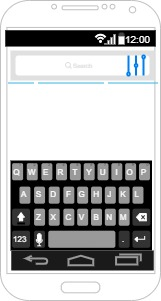 12:00
Search
Q W E R T Y U I O P
A S D F G H J K L
Z X C V B N M
123 .